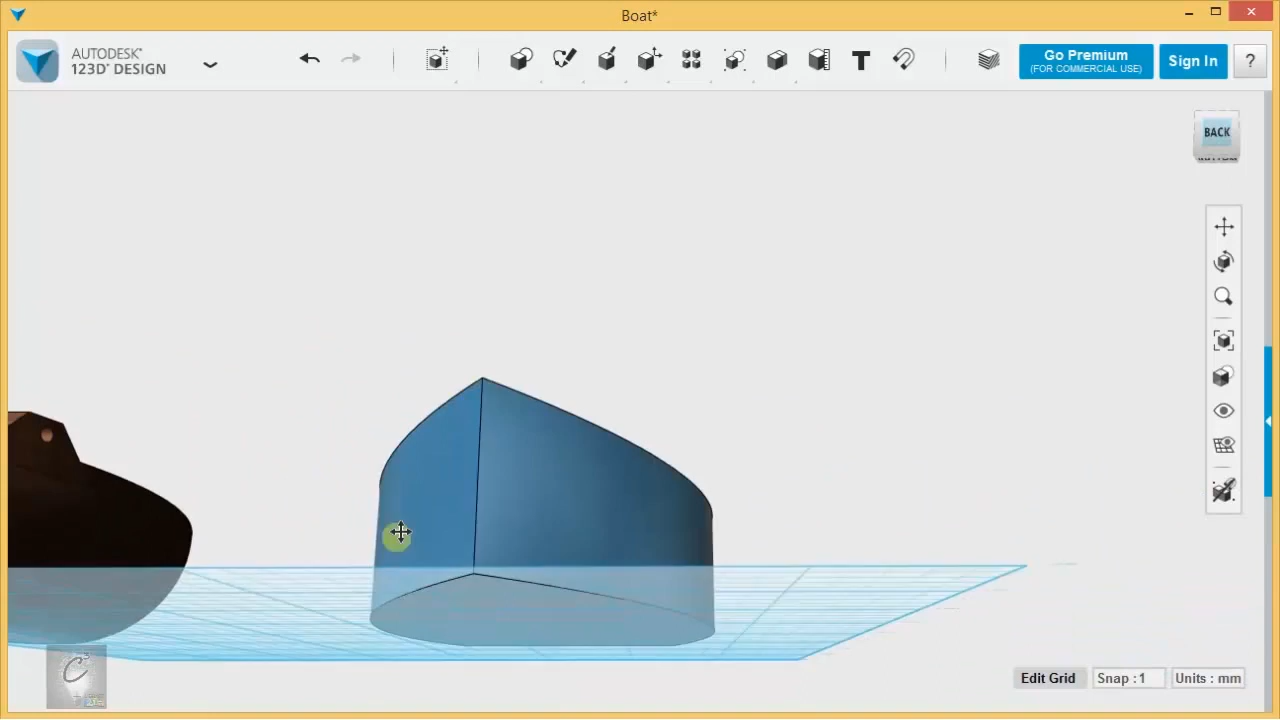 Boat*
AUTODESK®
123D® DESIGN
Go Premium
(FOR COMMERCIAL USE)
Sign In
?
BACK
Edit Grid
Snap : 1
Units : mm